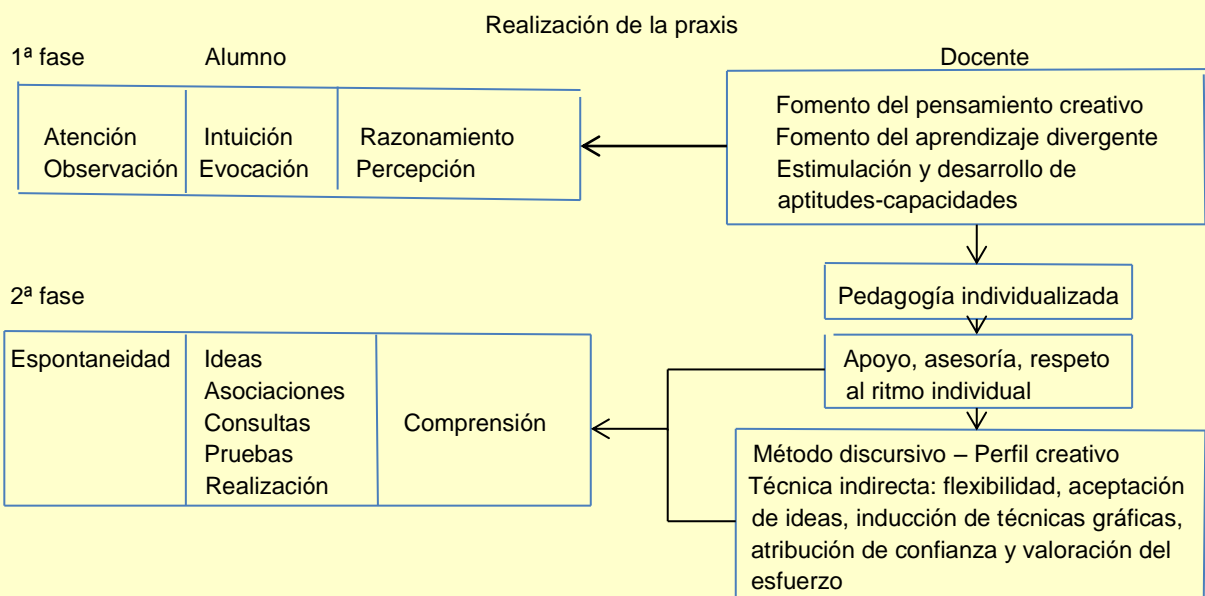 Realización de la praxis
1ª fase
Alumno
Docente
Atención
Observación
Intuición
Evocación
Razonamiento
Percepción
Fomento del pensamiento creativo
Fomento del aprendizaje divergente
Estimulación y desarrollo de
aptitudes-capacidades
Pedagogía individualizada
2ª fase
Espontaneidad
Ideas
Asociaciones
Consultas
Pruebas
Realización
Comprensión
Apoyo, asesoría, respeto
al ritmo individual
Método discursivo – Perfil creativo
Técnica indirecta: flexibilidad, aceptación
de ideas, inducción de técnicas gráficas,
atribución de confianza y valoración del
esfuerzo